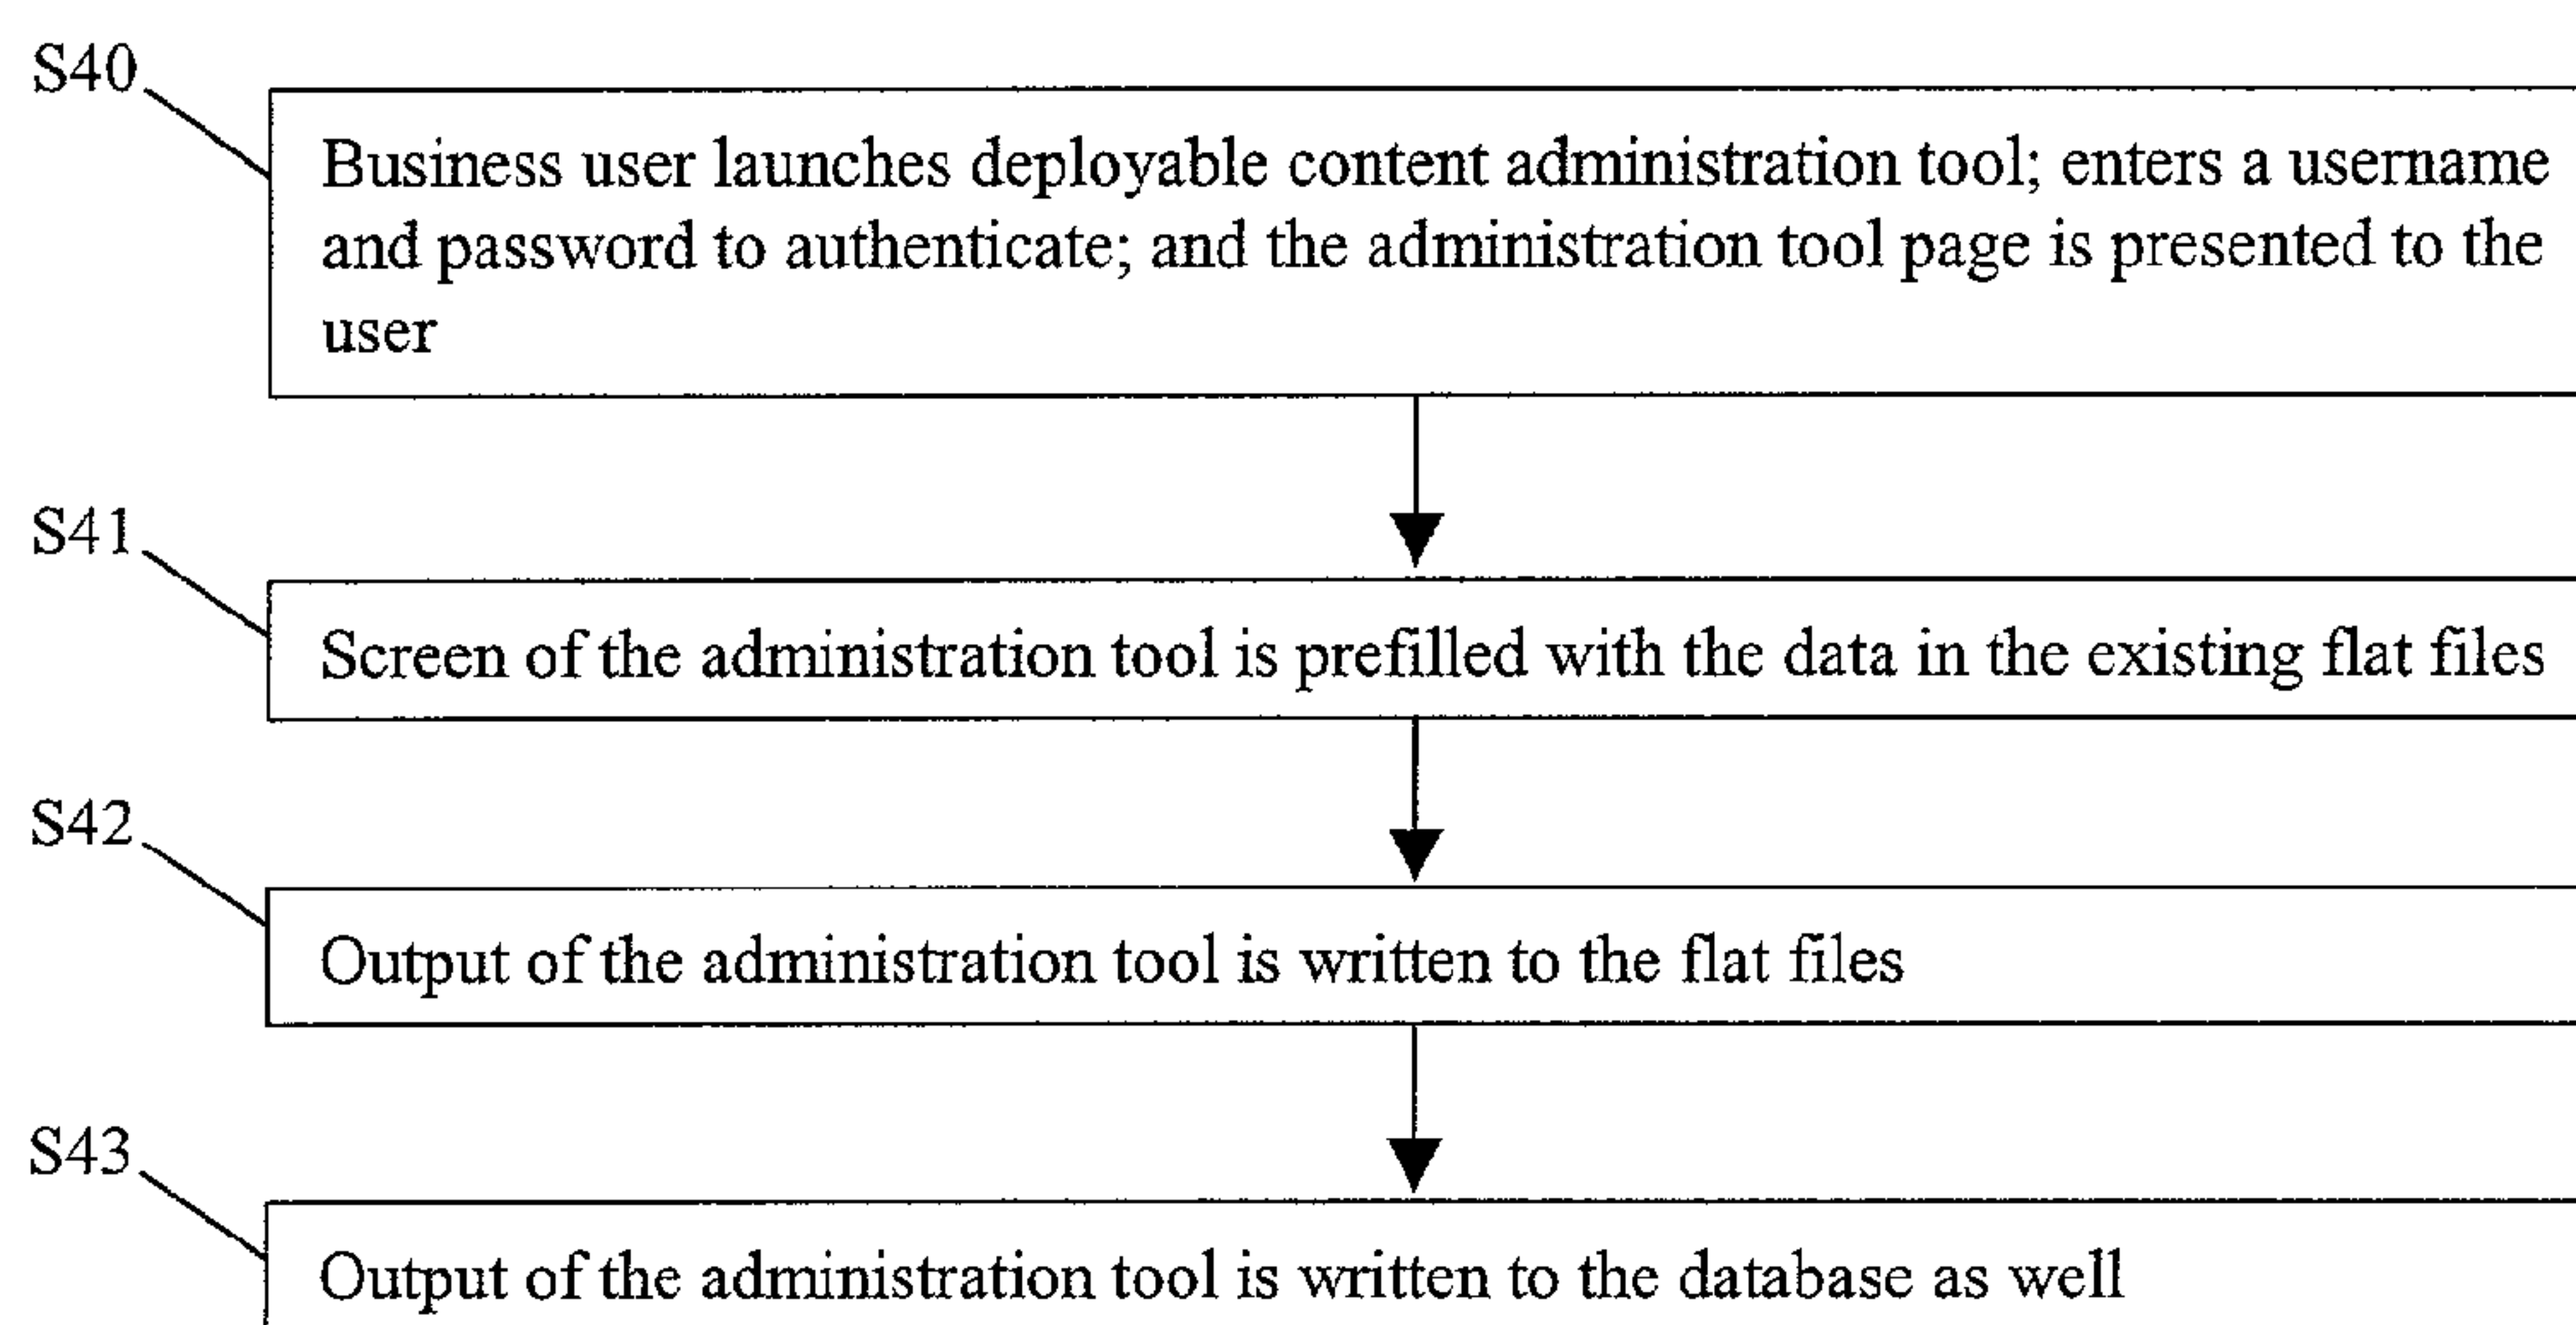 S40
Business user launches deployable content administration tool; enters a username
and password to authenticate; and the administration tool page is presented to the
user
S41
Screen of the administration tool is prefilled with the data in the existing flat files
S42
Output of the administration tool is written to the flat files
S43
Output of the administration tool is written to the database as well